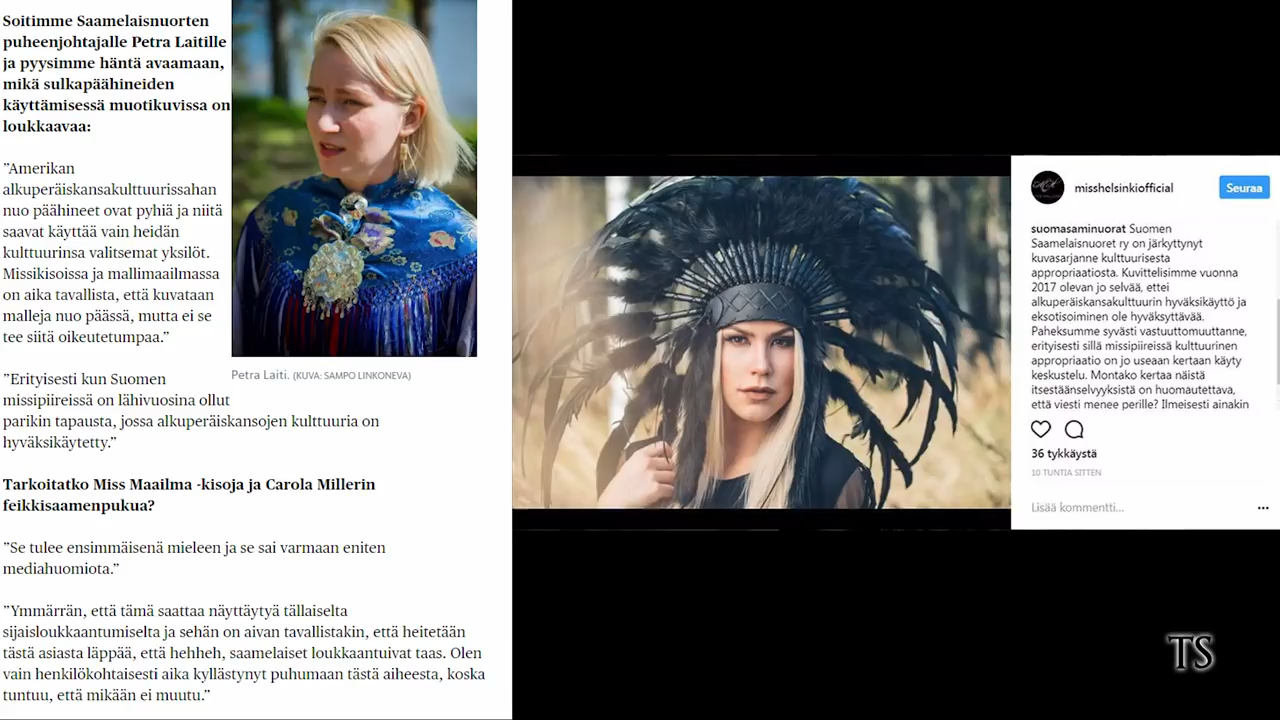 Soitimme Saamelaisnuorten
puheenjohtajalle Petra Laitille
ja pyysimme häntä avaamaan,
mikä sulkapäähineiden
käyttämisessä muotikuvissa on
loukkaavaa:
”Amerikan
alkuperäiskansakulttuurissahan
nuo päähineet ovat pyhiä ja niitä
saavat käyttää vain heidän
kulttuurinsa valitsemat yksilöt.
Missikisoissa ja mallimaailmassa
on aika tavallista, että kuvataan
malleja nuo päässä, mutta ei se
tee siitä oikeutetumpaa.”
Petra Laiti. (KUVA: SAMPO LINKONEVA)
”Erityisesti kun Suomen
missipiireissä on lähivuosina ollut
parikin tapausta, jossa alkuperäiskansojen kulttuuria on
hyväksikäytetty.”
Tarkoitatko Miss Maailma -kisoja ja Carola Millerin
feikkisaamenpukua?
”Se tulee ensimmäisenä mieleen ja se sai varmaan eniten
mediahuomiota.”
”Ymmärrän, että tämä saattaa näyttäytyä tällaiselta
sijaisloukkaantumiselta ja sehän on aivan tavallistakin, että heitetään
tästä asiasta läppää, että hehheh, saamelaiset loukkaantuivat taas. Olen
vain henkilökohtaisesti aika kyllästynyt puhumaan tästä aiheesta, koska
tuntuu, että mikään ei muutu.”
misshelsinkiofficial
Seuraa
suomasaminuorat Suomen
Saamelaisnuoret ry on järkyttynyt
kuvasarjanne kulttuurisesta
appropriaatiosta. Kuvittelisimme vuonna
2017 olevan jo selvää, ettei
alkuperäiskansakulttuurin hyväksikäyttö ja
eksotisoiminen ole hyväksyttävää.
Paheksumme syvästi vastuuttomuuttanne,
erityisesti sillä missipiireissä kulttuurinen
appropriaatio on jo useaan kertaan käyty
keskustelu. Montako kertaa näistä
itsestäänselvyyksistä on huomautettava,
että viesti menee perille? Ilmeisesti ainakin
36 tykkäystä
10 TUNTIA SITTEN
Lisää kommentti...
TS